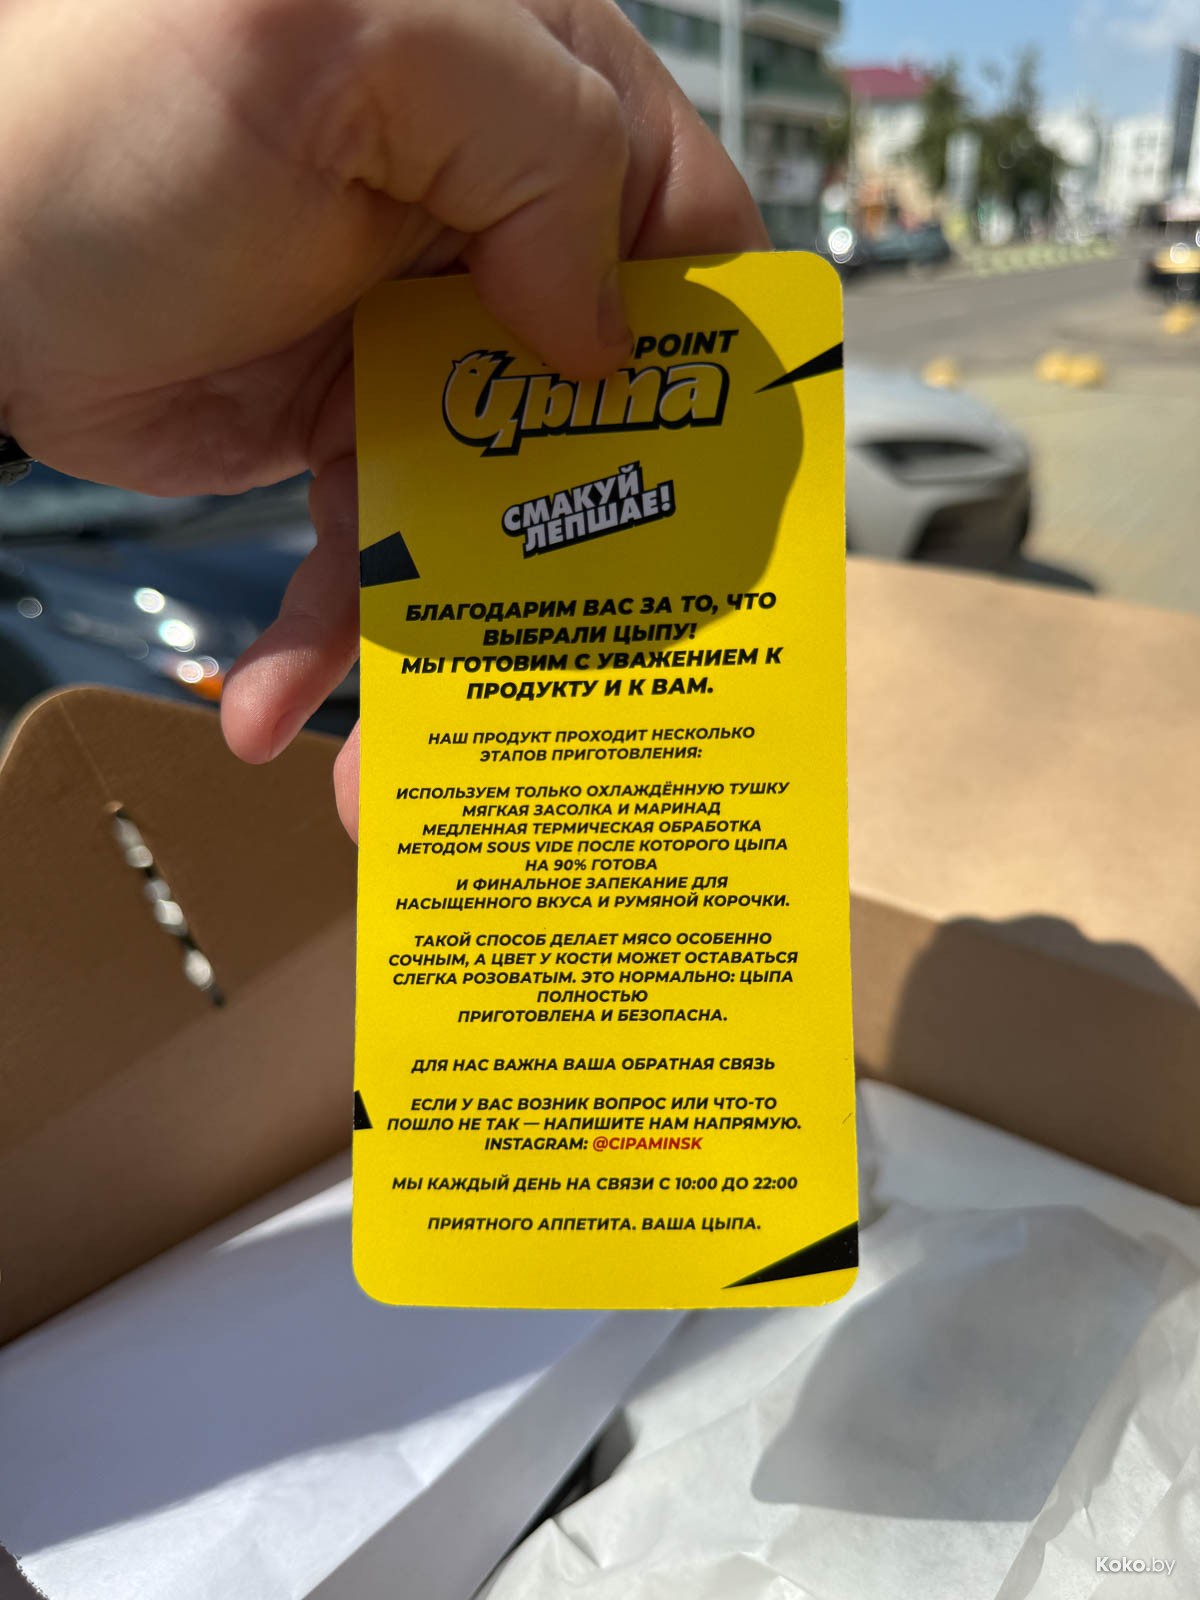 POINT
Цыпа
СМАКУЙ
ЛЕПШАЕ!
БЛАГОДАРИМ ВАС ЗА ТО, ЧТО
ВЫБРАЛИ ЦЫПУ!
МЫ ГОТОВИМ С УВАЖЕНИЕМ К
ПРОДУКТУ И К ВАМ.
НАШ ПРОДУКТ ПРОХОДИТ НЕСКОЛЬКО
ЭТАПОВ ПРИГОТОВЛЕНИЯ:
ИСПОЛЬЗУЕМ ТОЛЬКО ОХЛАЖДЁННУЮ ТУШКУ
МЯГКАЯ ЗАСОЛКА И МАРИНАД
МЕДЛЕННАЯ ТЕРМИЧЕСКАЯ ОБРАБОТКА
МЕТОДОМ SOUS VIDE ПОСЛЕ КОТОРОГО ЦЫПА
НА 90% ГОТОВА
И ФИНАЛЬНОЕ ЗАПЕКАНИЕ ДЛЯ
НАСЫЩЕННОГО ВКУСА И РУМЯНОЙ КОРОЧКИ.
ТАКОЙ СПОСОБ ДЕЛАЕТ МЯСО ОСОБЕННО
СОЧНЫМ, А ЦВЕТ У КОСТИ МОЖЕТ ОСТАВАТЬСЯ
СЛЕГКА РОЗОВАТЫМ. ЭТО НОРМАЛЬНО: ЦЫПА
ПОЛНОСТЬЮ
ПРИГОТОВЛЕНА И БЕЗОПАСНА.
ДЛЯ НАС ВАЖНА ВАША ОБРАТНАЯ СВЯЗЬ
ЕСЛИ У ВАС ВОЗНИК ВОПРОС ИЛИ ЧТО-ТО
ПОШЛО НЕ ТАК — НАПИШИТЕ НАМ НАПРЯМУЮ.
INSTAGRAM: @CIPAMINSK
МЫ КАЖДЫЙ ДЕНЬ НА СВЯЗИ С 10:00 ДО 22:00
ПРИЯТНОГО АППЕТИТА. ВАША ЦЫПА.
Koko.by